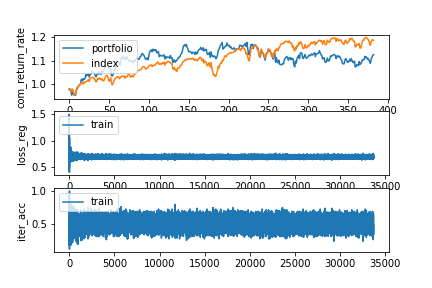 com_return_rate
1.2
1.1
1.0
portfolio
index
0 50 100 150 200 250 300 350 400
loss_reg
1.5
1.0
0.5
train
0 5000 10000 15000 20000 25000 30000 35000
iter_acc
1.0
0.5
train
0 5000 10000 15000 20000 25000 30000 35000